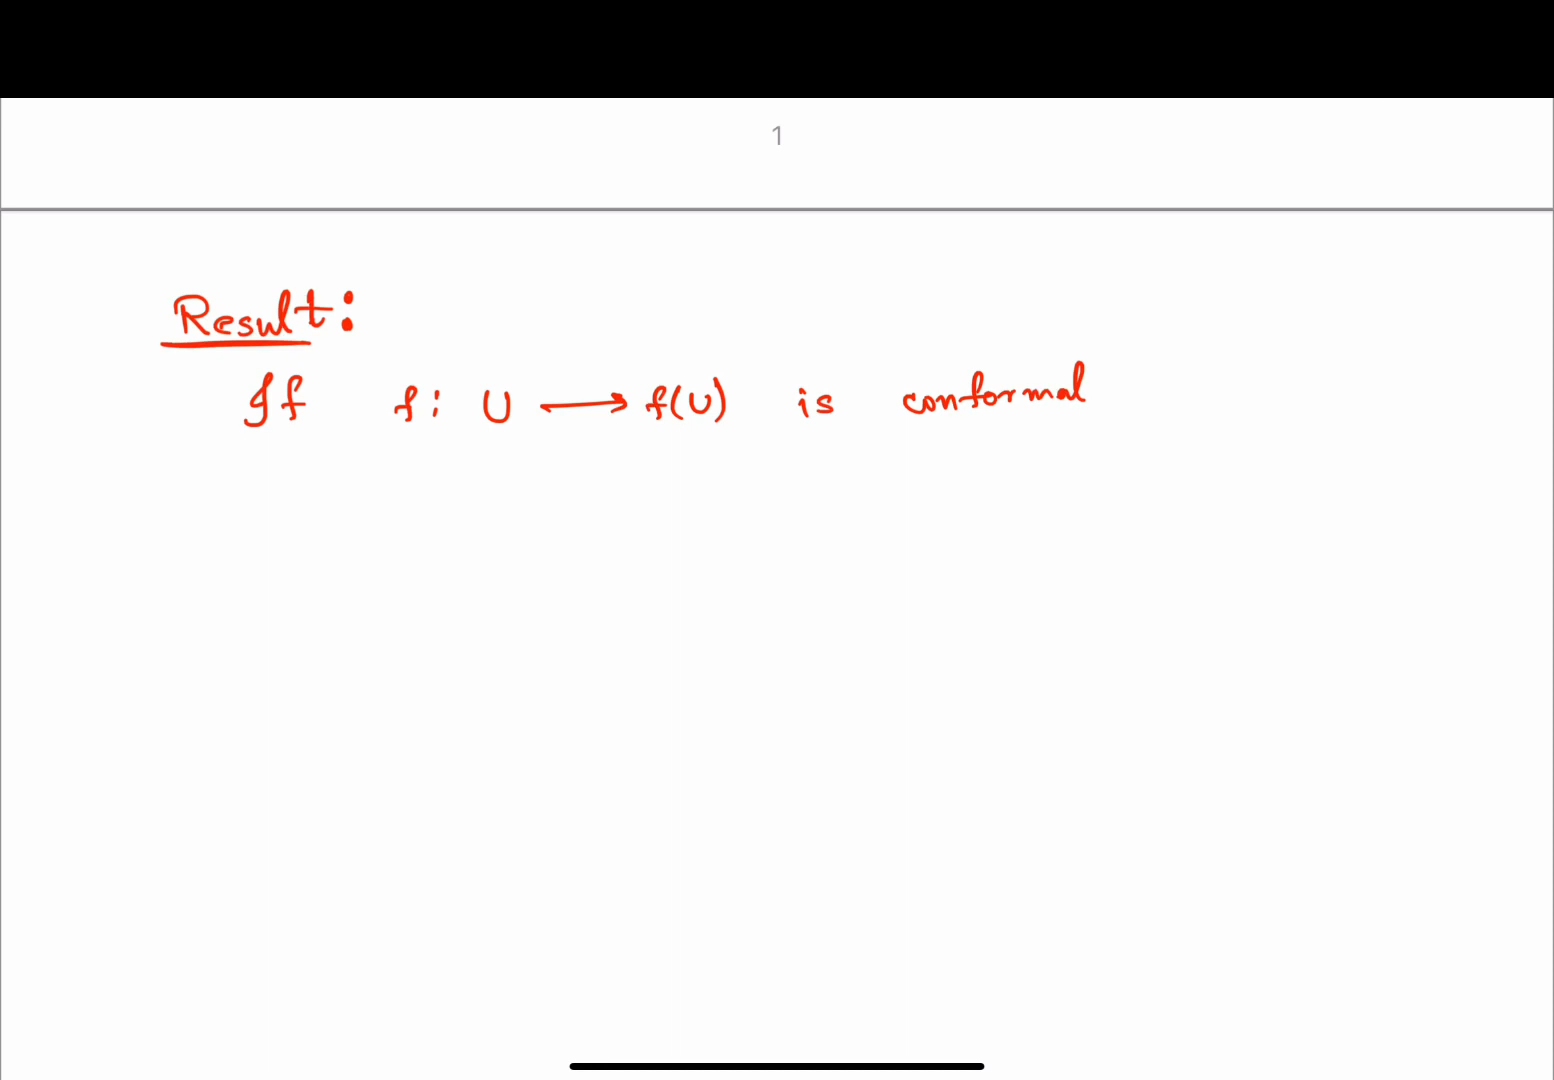 1
Result:
If f: U ⟶ f(U) is conformal